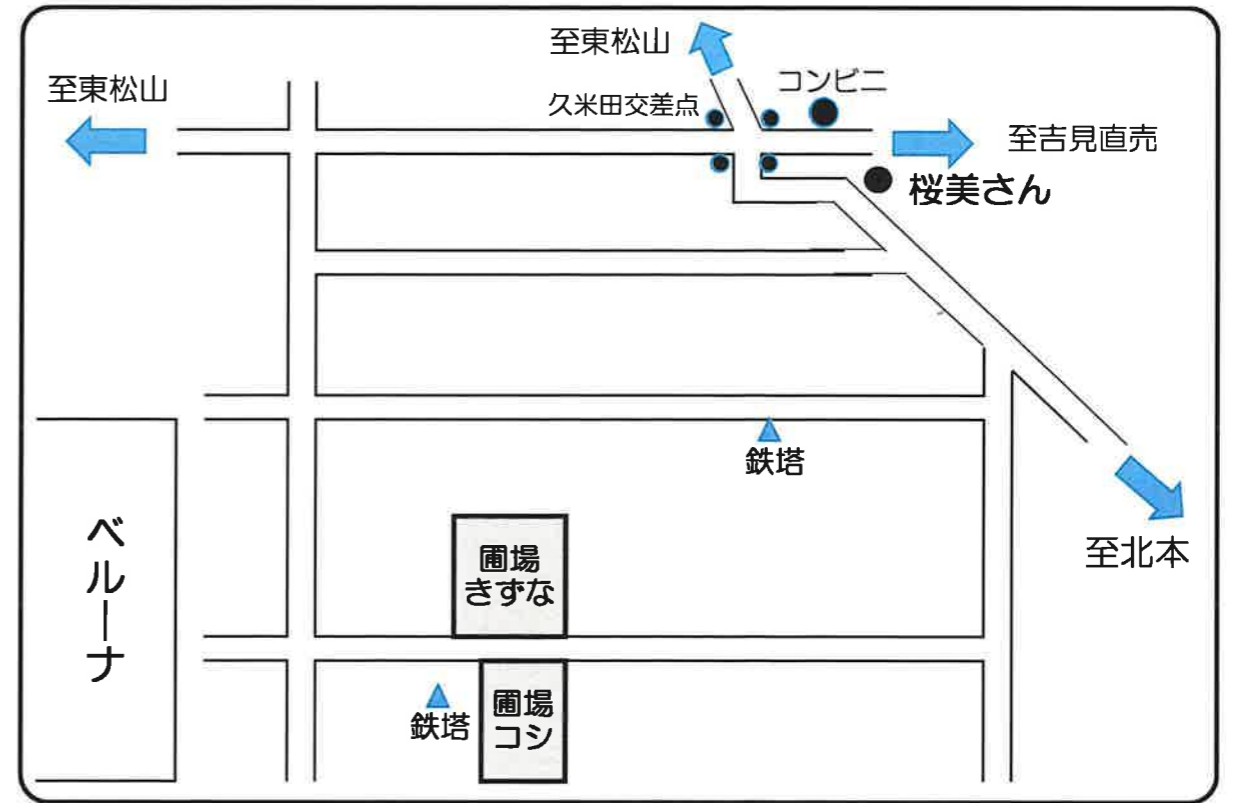 至東松山
至東松山
コンビニ
久米田交差点
至吉見直売
桜美さん
鉄塔
ベルーナ
圃場
きずな
至北本
鉄塔
圃場
コシ